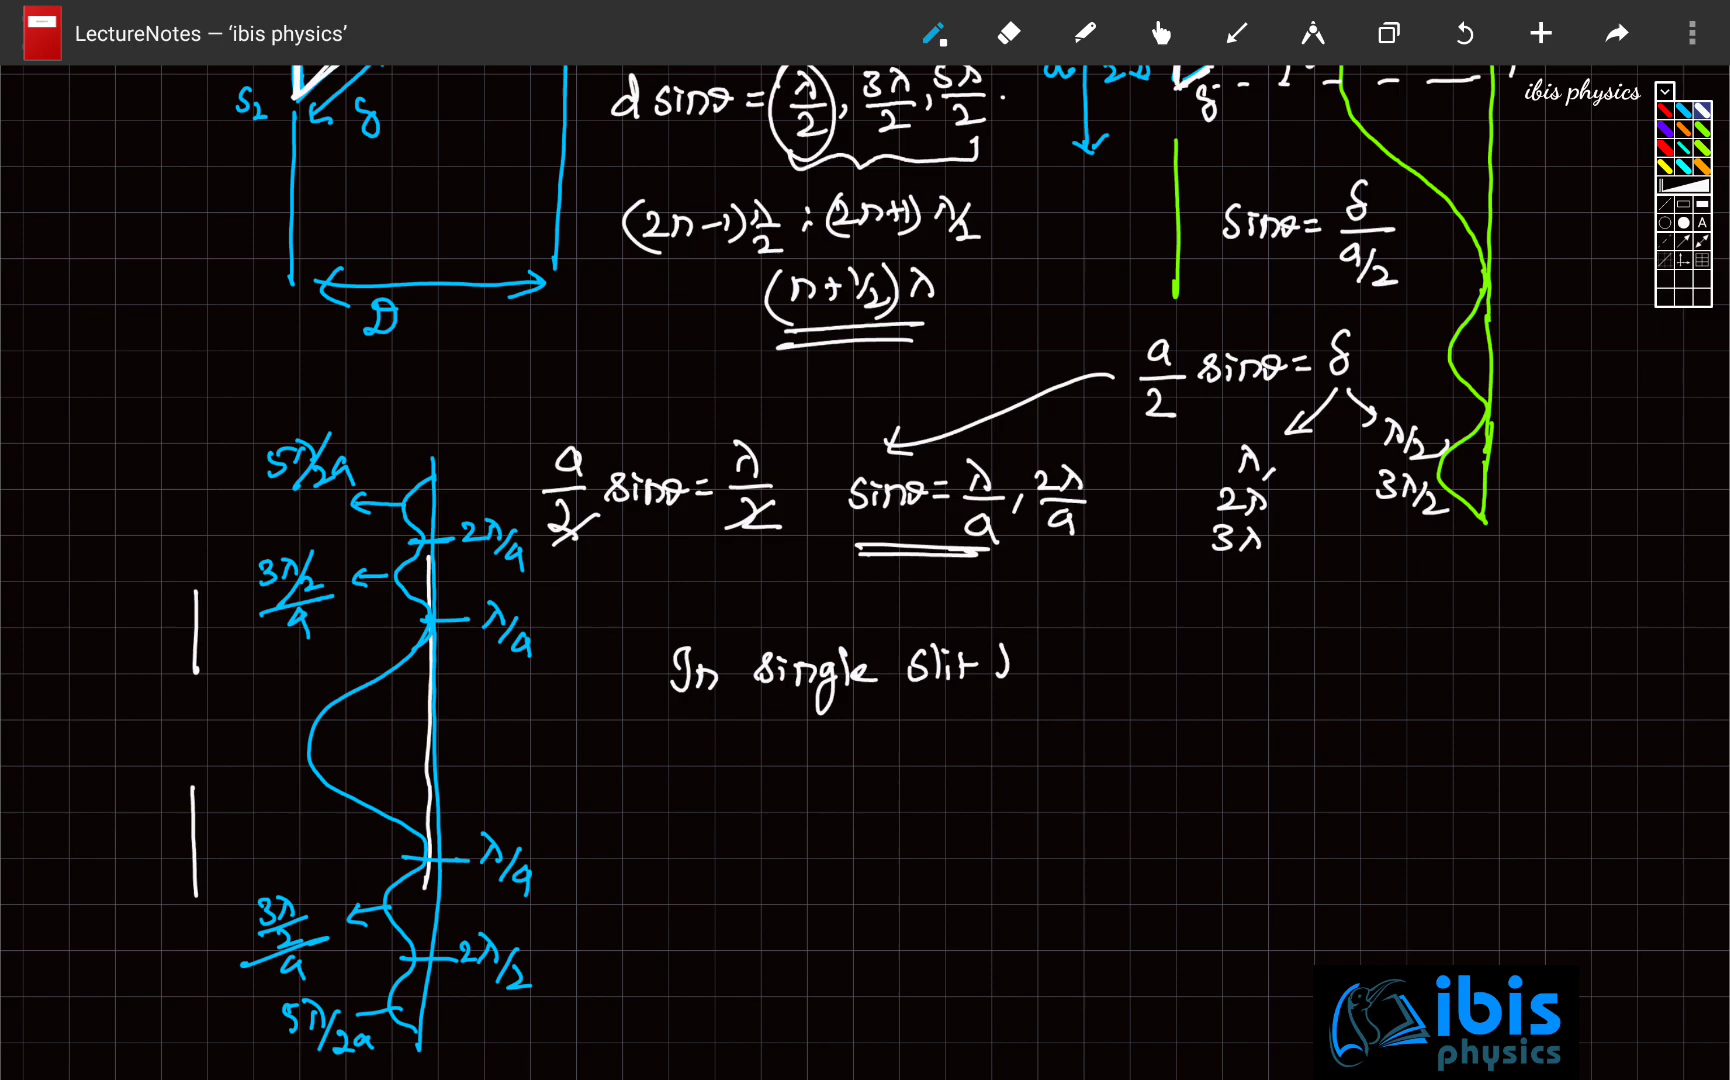 LectureNotes — ‘ibis physics’
ibis physics
S2 δ
d sinθ = λ/2, 3λ/2, 5λ/2.
δ
(2n-1)λ/2 ; (2n+1) λ/2
(n+1/2) λ
D
sinθ = δ / a/2
a/2 sinθ = δ
λ, 2λ 3λ
λ/2, 3λ/2
a/2 sinθ = λ/2
sinθ = λ/a, 2λ/a
5λ/2a
2λ/a
3λ/2/a
λ/a
In single slit
λ/a
3λ/2/a
2λ/2
5λ/2a
ibis
physics
A